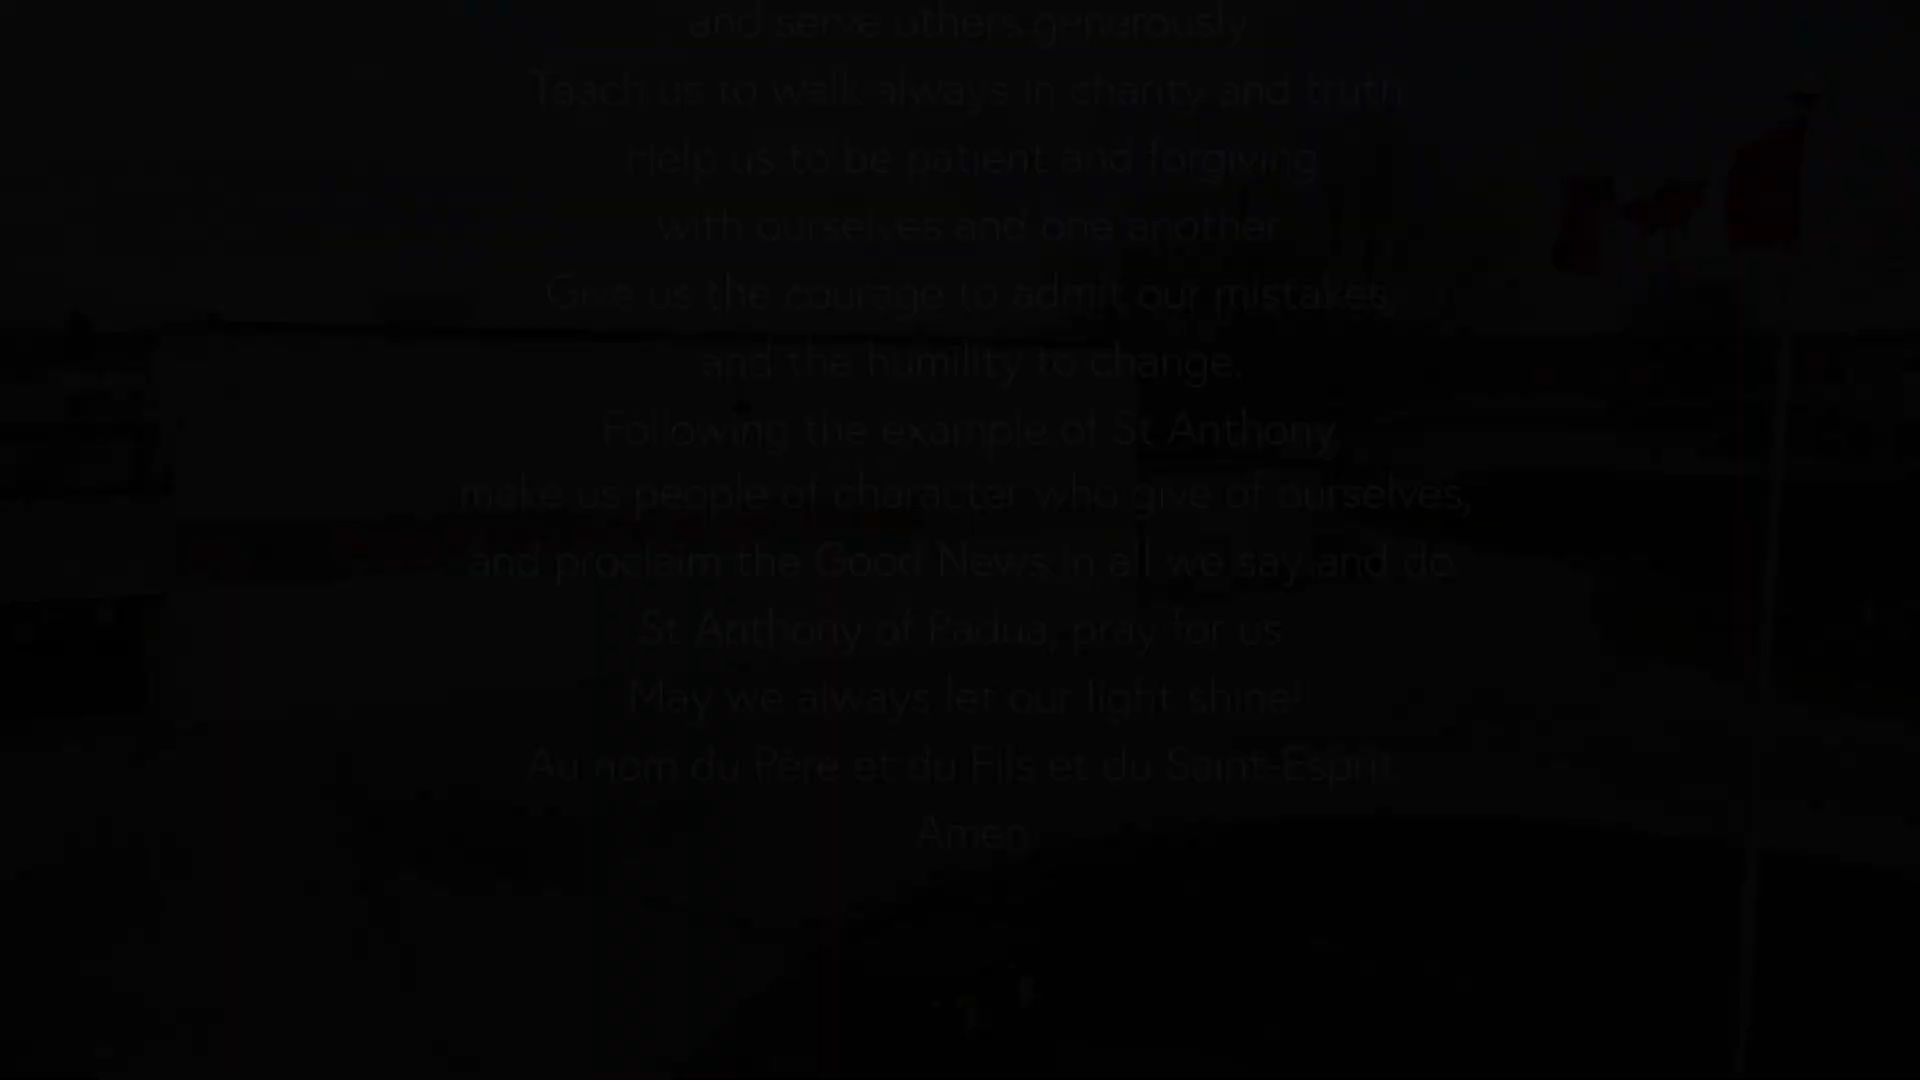 and serve others generously
Teach us to walk always in charity and truth
Help us to be patient and forgiving
with ourselves and one another
Give us the courage to admit our mistakes,
and the humility to change.
Following the example of St Anthony,
make us people of character who give of ourselves,
and proclaim the Good News in all we say and do.
St Anthony of Padua, pray for us
May we always let our light shine!
Au nom du Père et du Fils et du Saint-Esprit.
Amen.